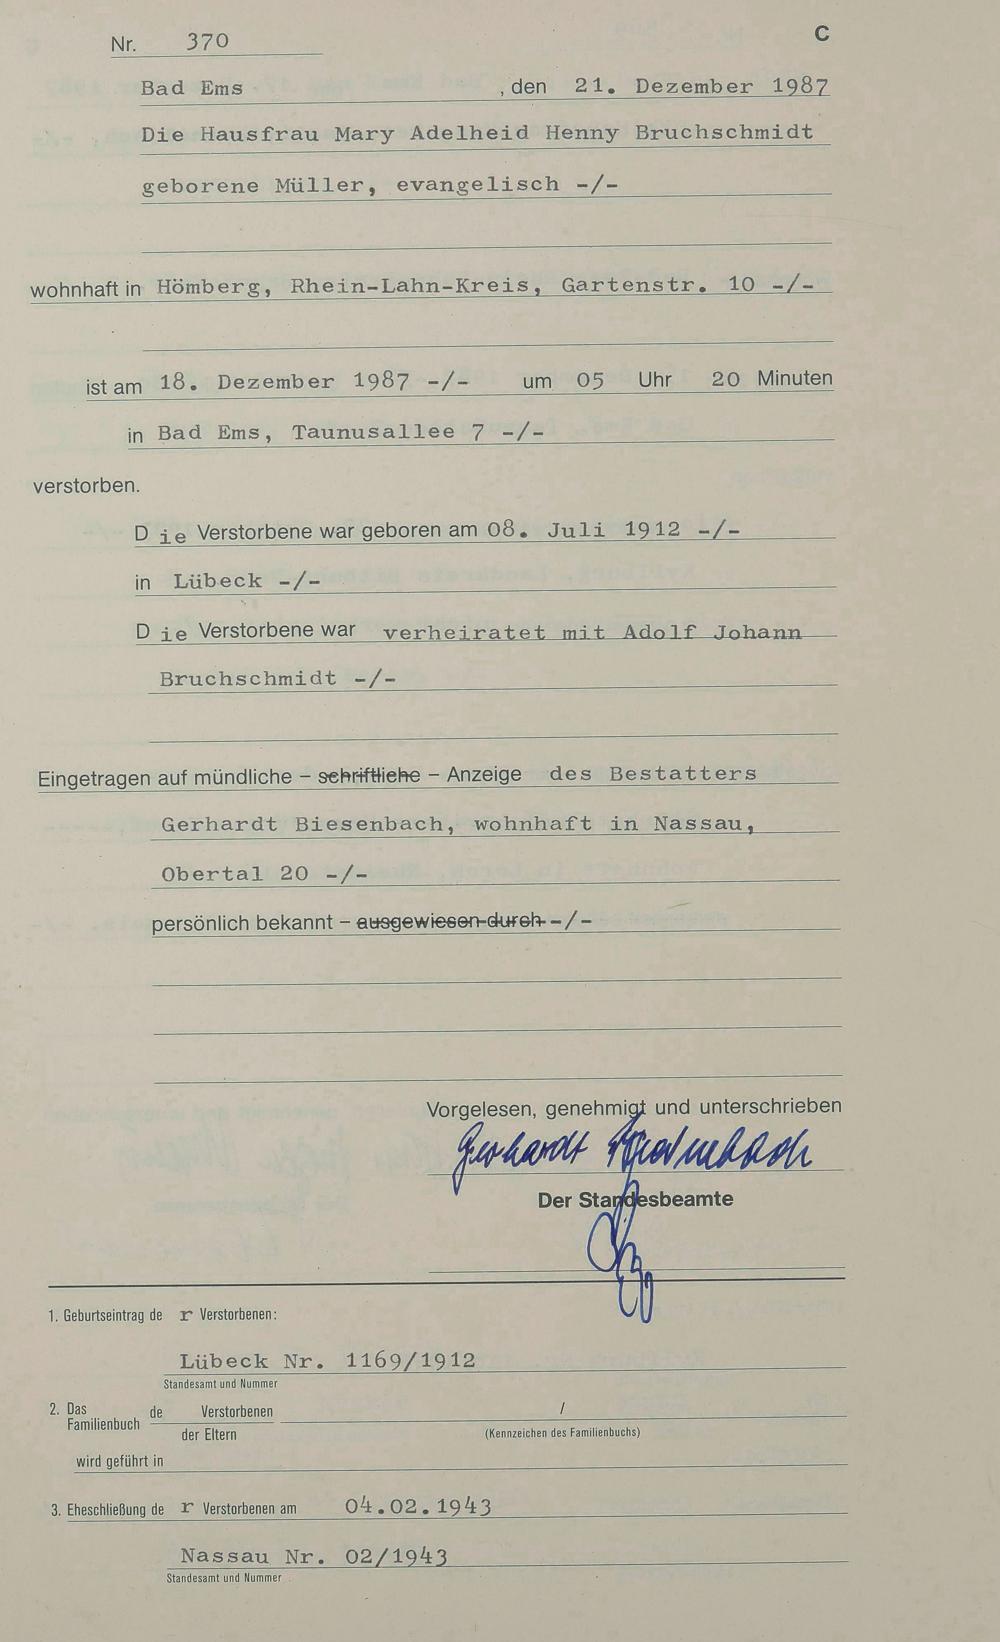 Nr. 370
C
Bad Ems , den 21. Dezember 1987
Die Hausfrau Mary Adelheid Henny Bruchschmidt
geborene Müller, evangelisch -/-
wohnhaft in Hömberg, Rhein-Lahn-Kreis, Gartenstr. 10 -/-
ist am 18. Dezember 1987 -/- um 05 Uhr 20 Minuten
in Bad Ems, Taunusallee 7 -/-
verstorben.
Die Verstorbene war geboren am 08. Juli 1912 -/-
in Lübeck -/-
Die Verstorbene war verheiratet mit Adolf Johann
Bruchschmidt -/-
Eingetragen auf mündliche – schriftliche – Anzeige des Bestatters
Gerhardt Biesenbach, wohnhaft in Nassau,
Obertal 20 -/-
persönlich bekannt – ausgewiesen durch -/-
Vorgelesen, genehmigt und unterschrieben
Gerhardt Biesenbach
Der Standesbeamte
1. Geburtseintrag de r Verstorbenen:
Lübeck Nr. 1169/1912
Standesamt und Nummer
2. Das Familienbuch de Verstorbenen /
der Eltern (Kennzeichen des Familienbuchs)
wird geführt in
3. Eheschließung de r Verstorbenen am 04.02.1943
Nassau Nr. 02/1943
Standesamt und Nummer